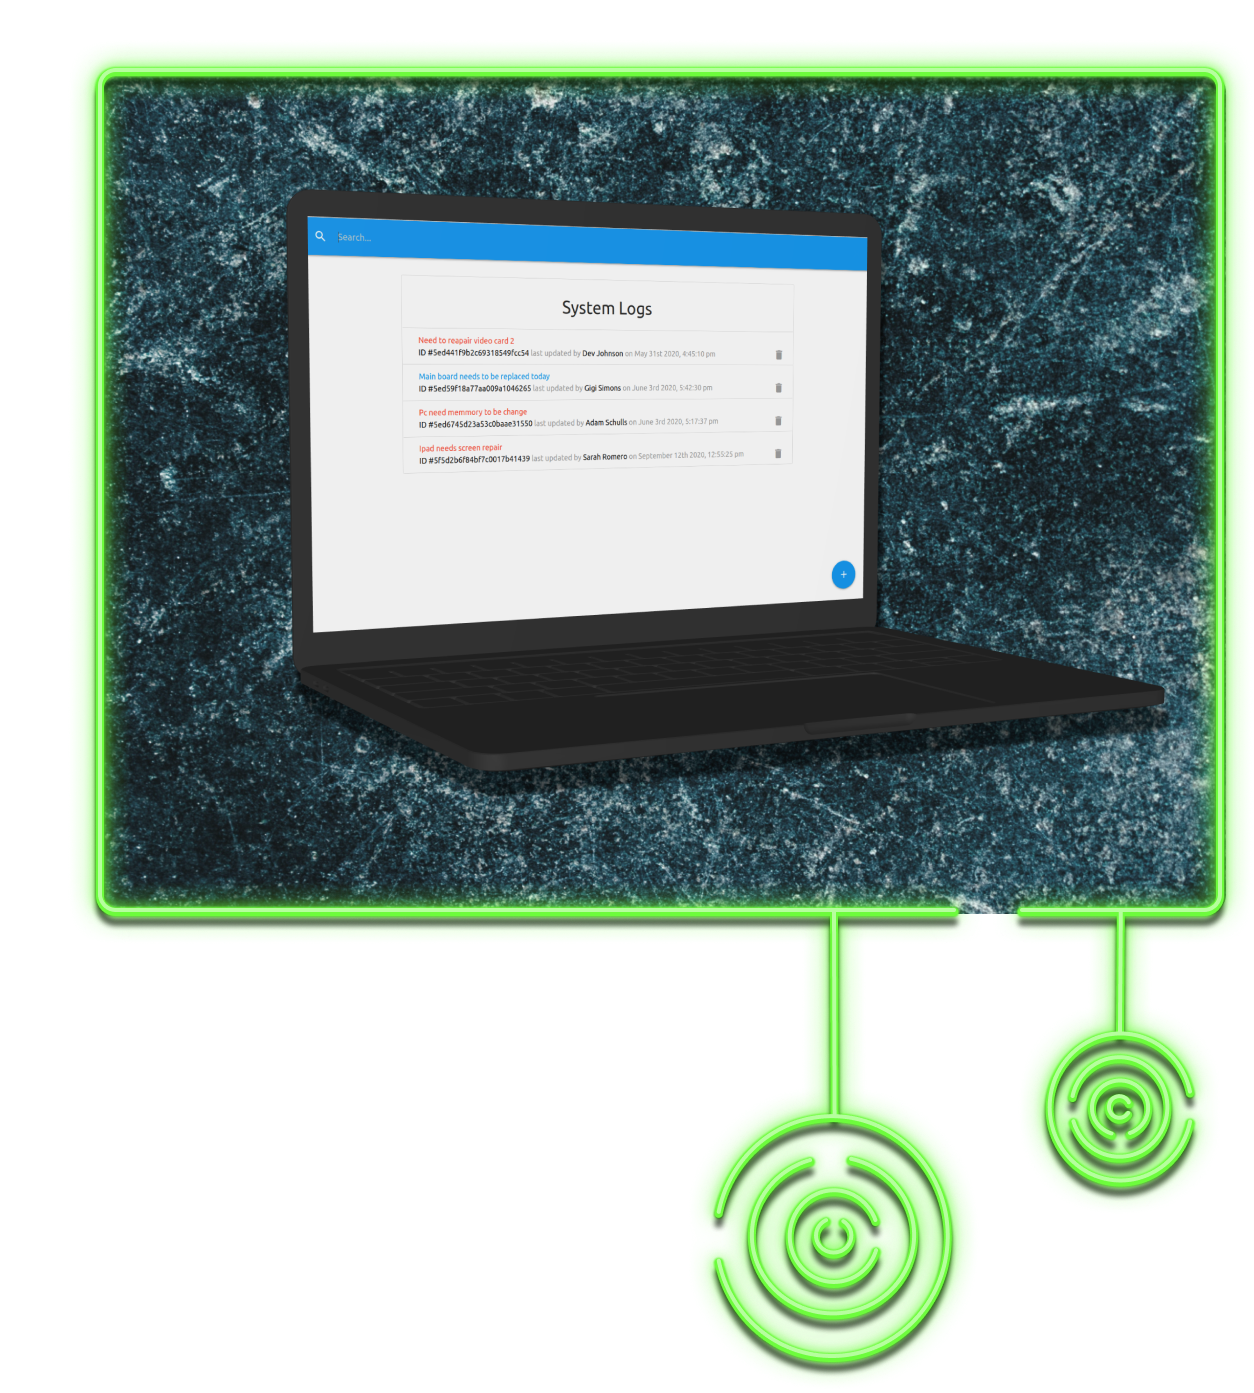 Search...
System Logs
Need to reapair video card 2
ID #5ed441f9b2c69318549fcc54 last updated by Dev Johnson on May 31st 2020, 4:45:10 pm
Main board needs to be replaced today
ID #5ed59f18a77aa009a1046265 last updated by Gigi Simons on June 3rd 2020, 5:42:30 pm
Pc need memmory to be change
ID #5ed6745d23a53c0baae31550 last updated by Adam Schulls on June 3rd 2020, 5:17:37 pm
Ipad needs screen repair
ID #5f5d2b6f84bf7c0017b41439 last updated by Sarah Romero on September 12th 2020, 12:55:25 pm
+